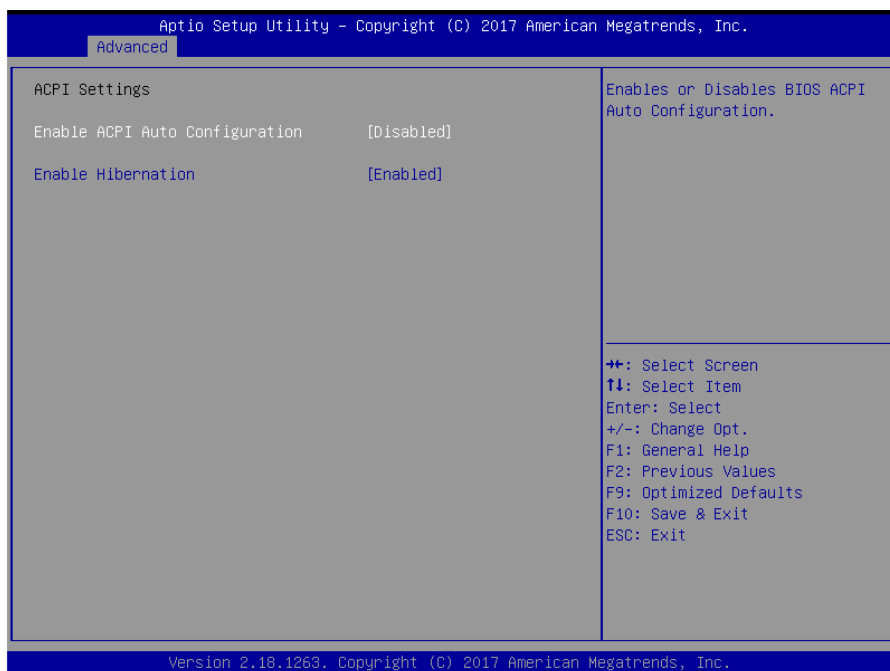 Aptio Setup Utility – Copyright (C) 2017 American Megatrends, Inc.
Advanced
ACPI Settings
Enable ACPI Auto Configuration [Disabled]
Enable Hibernation [Enabled]
Enables or Disables BIOS ACPI
Auto Configuration.
→←: Select Screen
↑↓: Select Item
Enter: Select
+/-: Change Opt.
F1: General Help
F2: Previous Values
F9: Optimized Defaults
F10: Save & Exit
ESC: Exit
Version 2.18.1263. Copyright (C) 2017 American Megatrends, Inc.